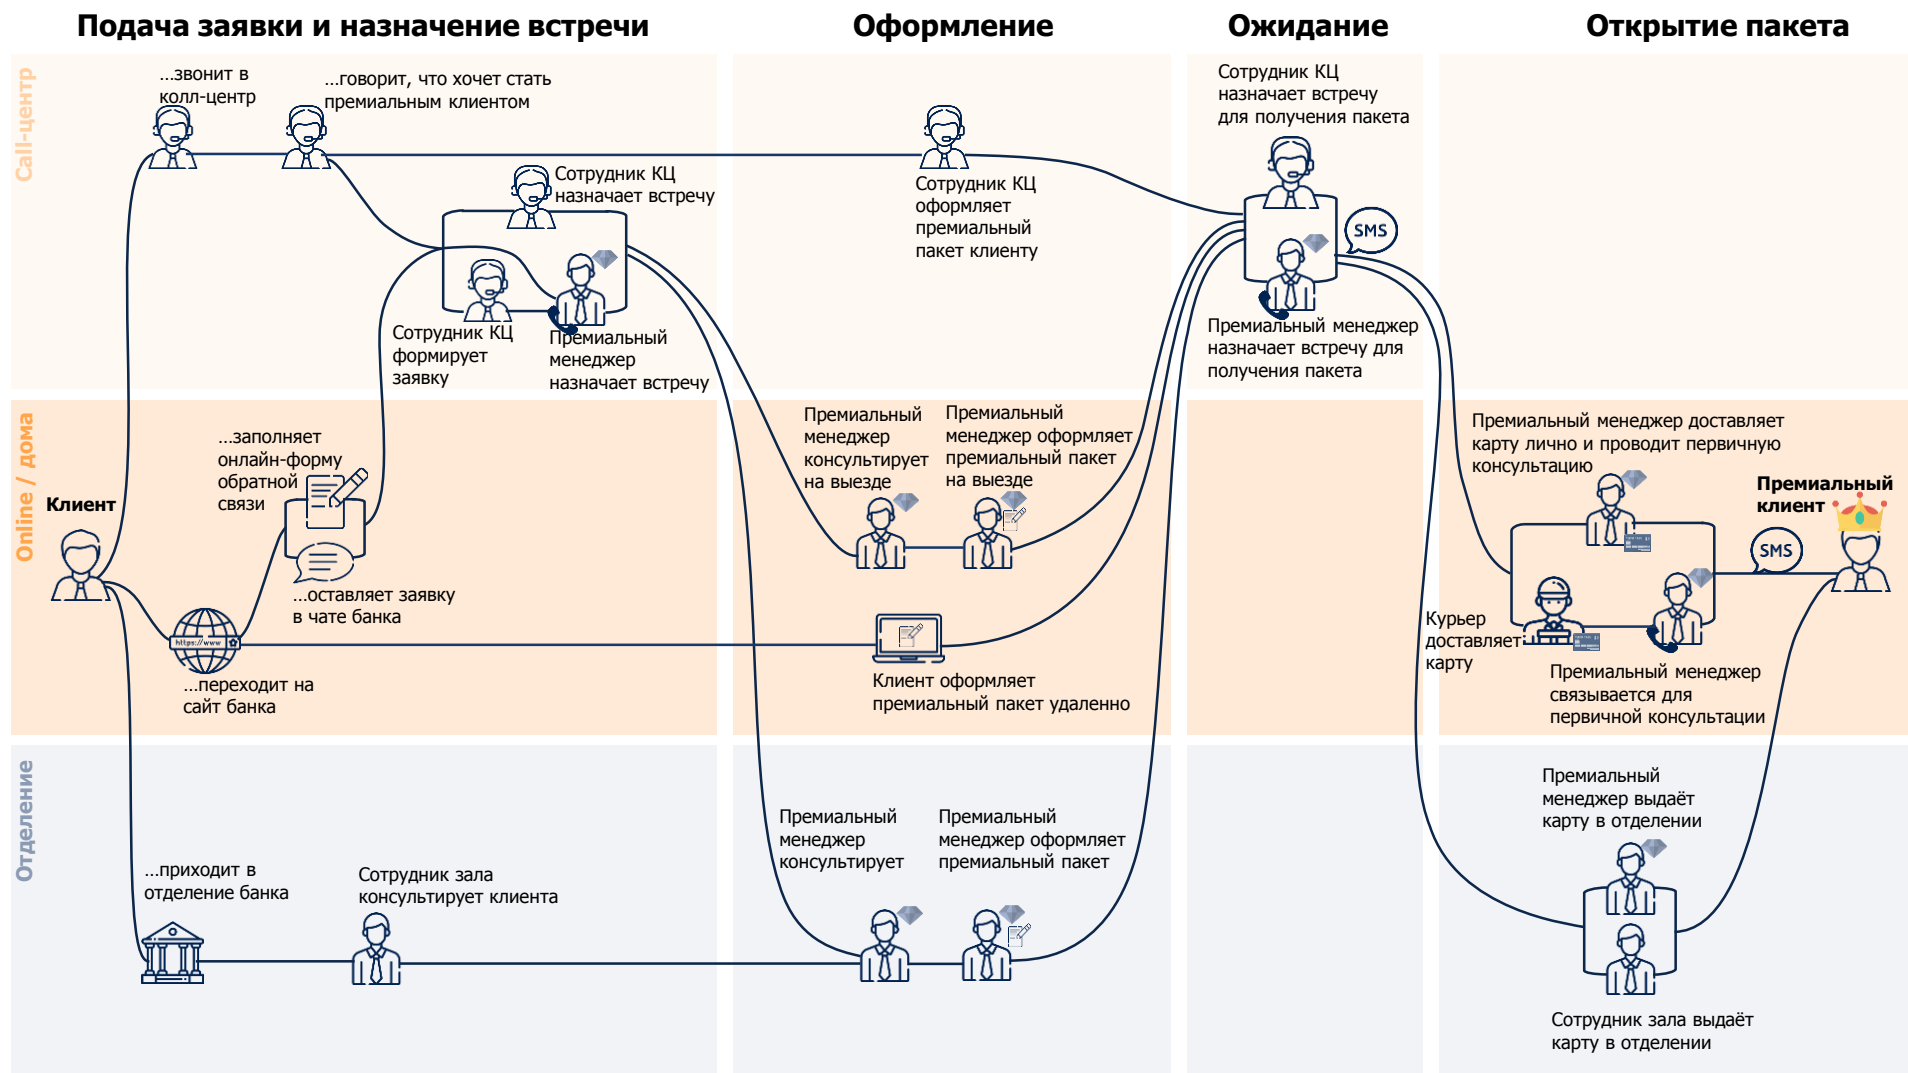 Подача заявки и назначение встречи
Оформление
Ожидание
Открытие пакета
Call-центр
…звонит в
колл-центр
…говорит, что хочет стать
премиальным клиентом
Сотрудник КЦ
назначает встречу
Сотрудник КЦ
формирует
заявку
Премиальный
менеджер
назначает встречу
Сотрудник КЦ
оформляет
премиальный
пакет клиенту
Сотрудник КЦ
назначает встречу
для получения пакета
SMS
Премиальный менеджер
назначает встречу для
получения пакета
Online / дома
Клиент
…заполняет
онлайн-форму
обратной
связи
…оставляет заявку
в чате банка
https://www
…переходит на
сайт банка
Премиальный
менеджер
консультирует
на выезде
Премиальный
менеджер оформляет
премиальный пакет
на выезде
Клиент оформляет
премиальный пакет удаленно
Премиальный менеджер доставляет
карту лично и проводит первичную
консультацию
Курьер
доставляет
карту
Премиальный менеджер
связывается для
первичной консультации
SMS
Премиальный
клиент
Отделение
…приходит в
отделение банка
Сотрудник зала
консультирует клиента
Премиальный
менеджер
консультирует
Премиальный
менеджер оформляет
премиальный пакет
Премиальный
менеджер выдаёт
карту в отделении
Сотрудник зала выдаёт
карту в отделении